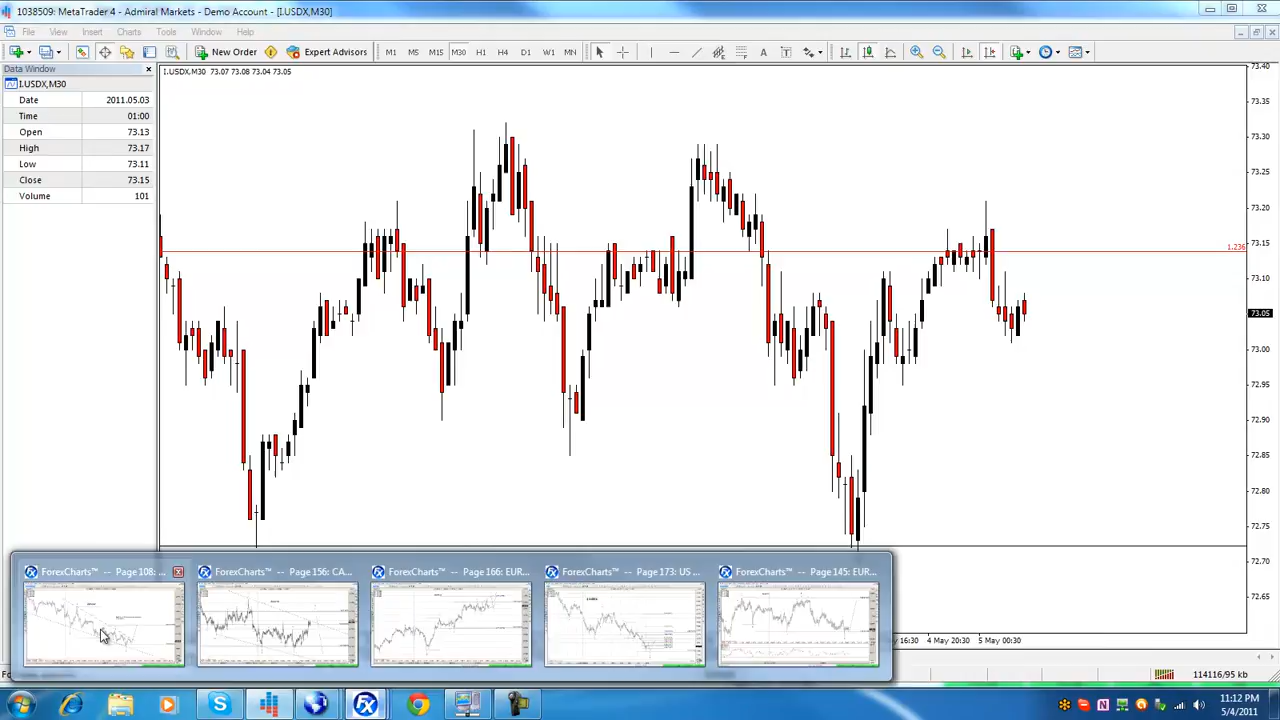 1038509: MetaTrader 4 - Admiral Markets - Demo Account - [I.USDX,M30]
File View Insert Charts Tools Window Help
New Order Expert Advisors M1 M5 M15 M30 H1 H4 D1 W1 MN A T
Data Window
I.USDX,M30
Date 2011.05.03
Time 01:00
Open 73.13
High 73.17
Low 73.11
Close 73.15
Volume 101
I.USDX,M30 73.07 73.08 73.04 73.05
73.40
73.35
73.30
73.25
73.20
73.15
1.236
73.10
73.05
73.00
72.95
72.90
72.85
72.80
72.75
72.70
72.65
ForexCharts™ -- Page 108: ...
ForexCharts™ -- Page 156: CA...
ForexCharts™ -- Page 166: EUR...
ForexCharts™ -- Page 173: US ...
ForexCharts™ -- Page 145: EUR...
16:30 4 May 20:30 5 May 00:30
114116/95 kb
11:12 PM
5/4/2011